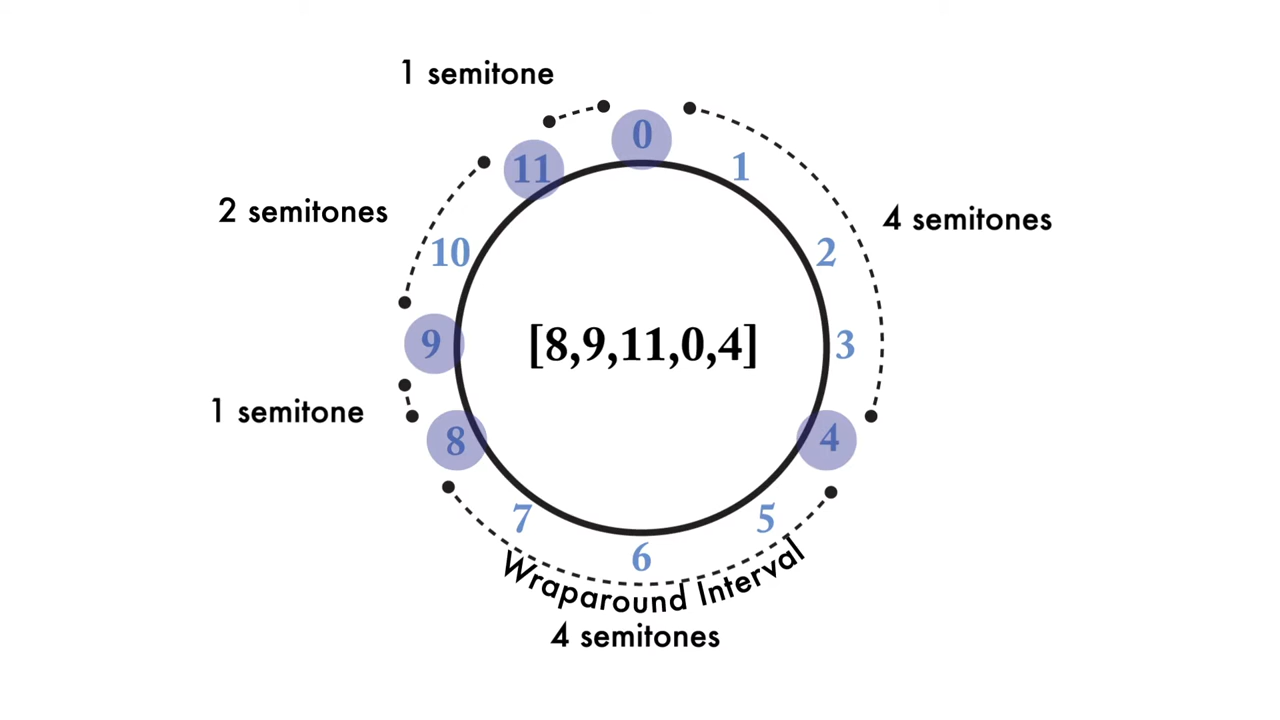 1 semitone
0
11
1
2 semitones
4 semitones
10
2
9
[8,9,11,0,4]
3
1 semitone
8
4
7
5
6
Wraparound Interval
4 semitones